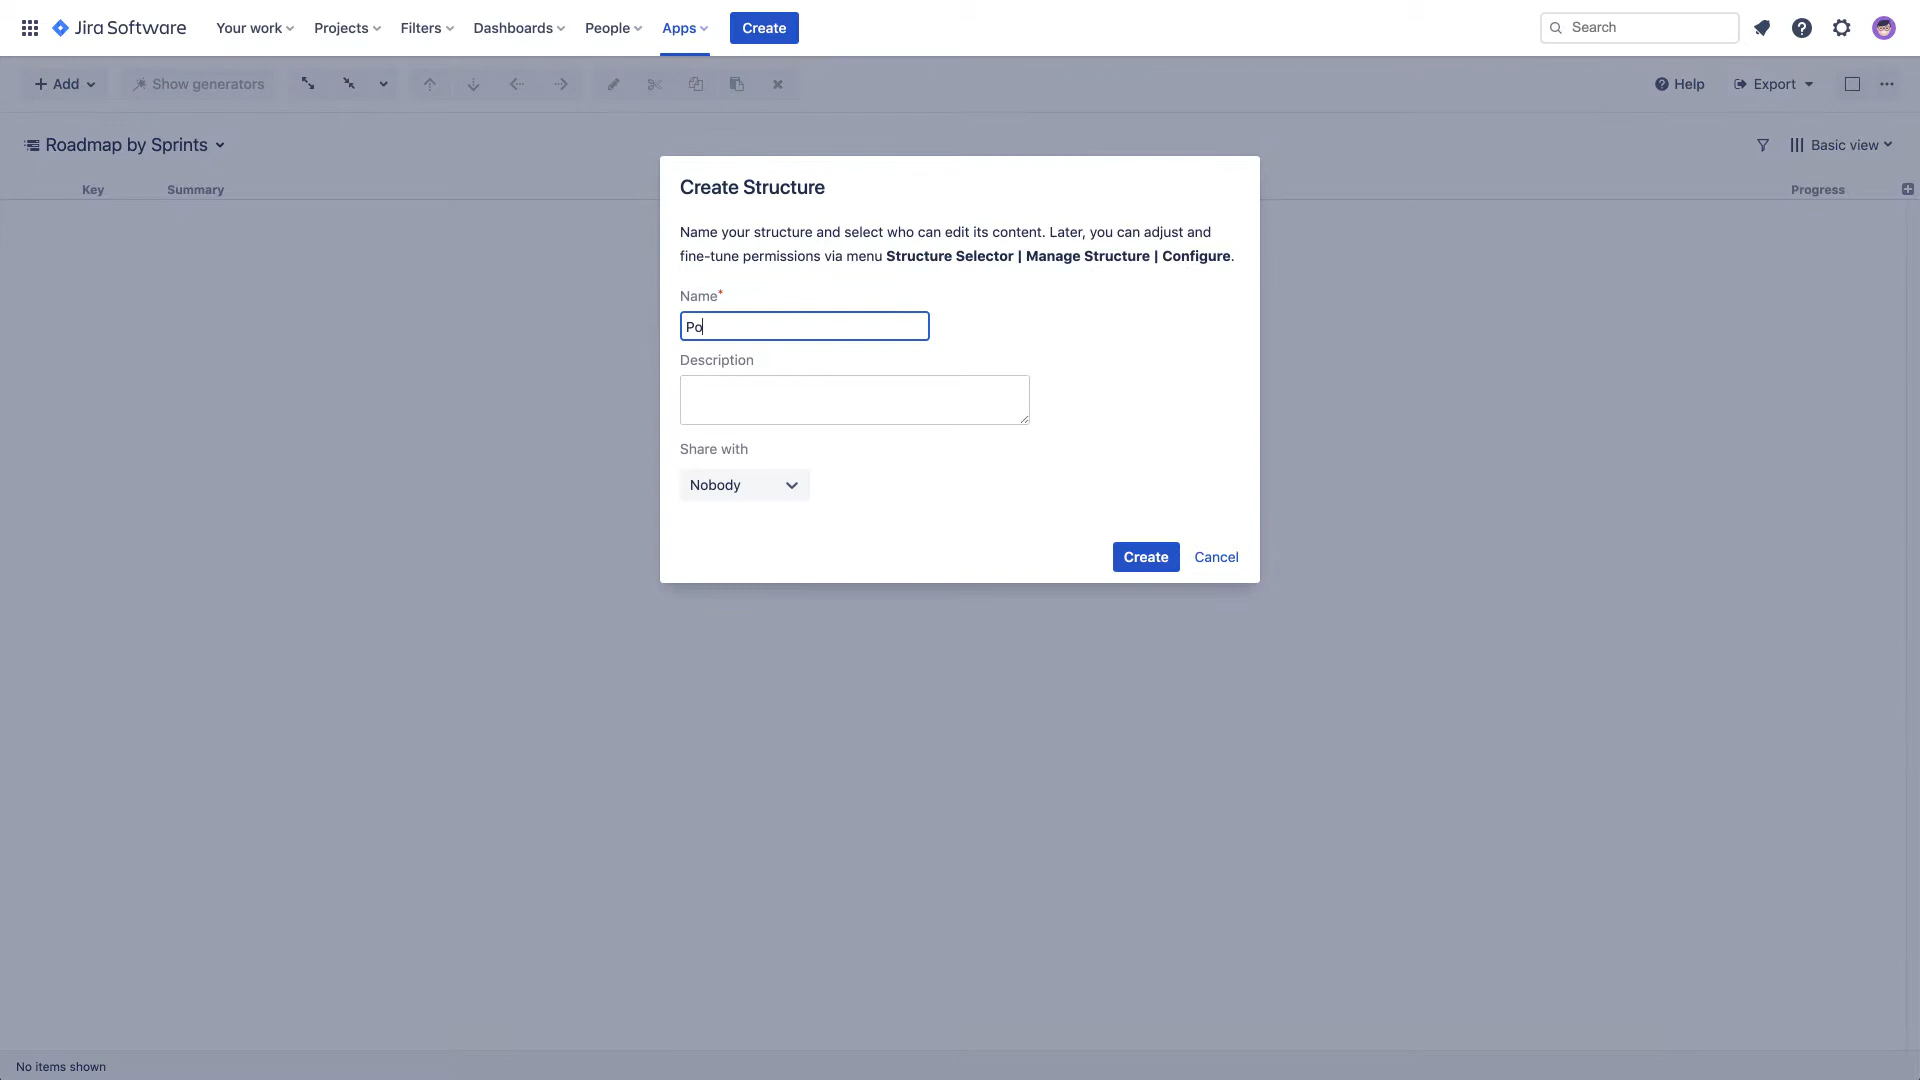 Jira Software Your work Projects Filters Dashboards People Apps Create Search
Add Show generators Help Export
Roadmap by Sprints Basic view
Key Summary Progress
Create Structure
Name your structure and select who can edit its content. Later, you can adjust and
fine-tune permissions via menu Structure Selector | Manage Structure | Configure.
Name*
Po
Description
Share with
Nobody
Create Cancel
No items shown